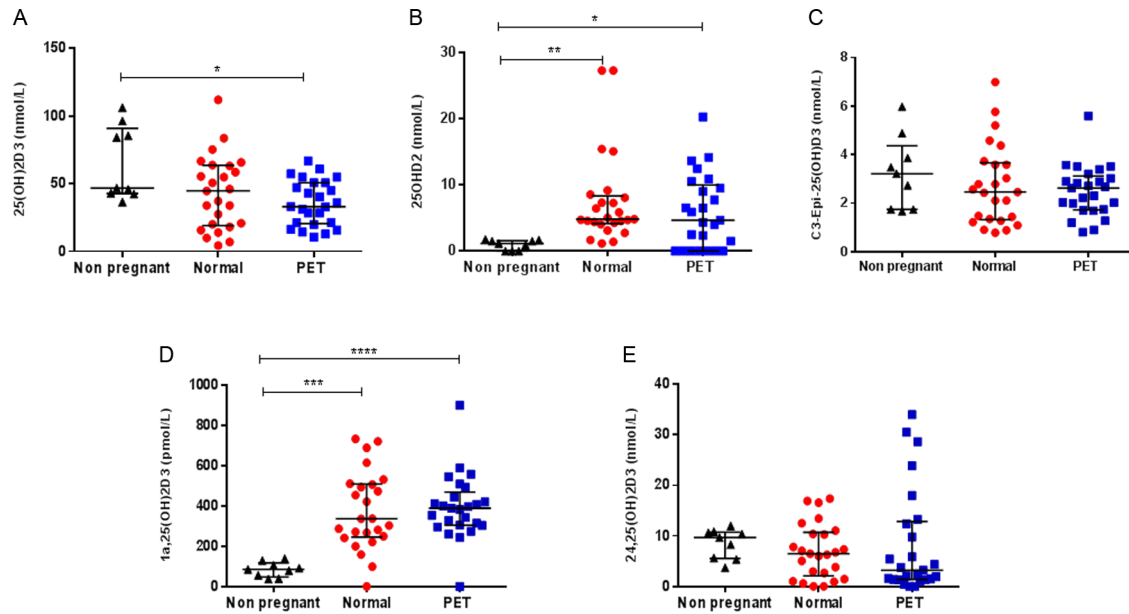 A
25(OH)2D3 (nmol/L)
150
100
50
0
*
Non pregnant Normal PET
B
25OHD2 (nmol/L)
30
20
10
0
*
**
Non pregnant Normal PET
C
C3-Epi-25(OH)D3 (nmol/L)
8
6
4
2
0
Non pregnant Normal PET
D
1a,25(OH)2D3 (pmol/L)
1000
800
600
400
200
0
****
***
Non pregnant Normal PET
E
24,25(OH)2D3 (nmol/L)
40
30
20
10
0
Non pregnant Normal PET